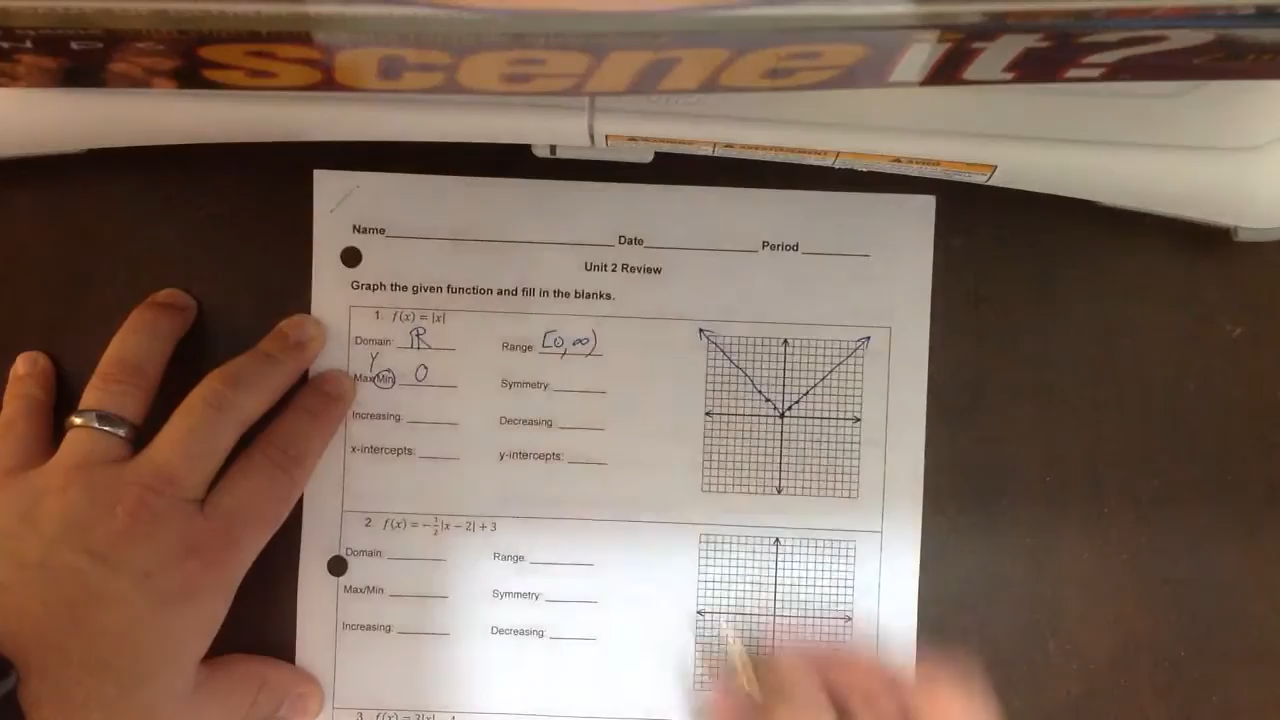 Scene it?
Name Date Period
Unit 2 Review
Graph the given function and fill in the blanks.
1. f(x) = |x|
Domain: ℝ Range: [0, ∞)
y
Max/Min: 0 Symmetry:
Increasing: Decreasing:
x-intercepts: y-intercepts:
2. f(x) = -1/2|x - 2| + 3
Domain: Range:
Max/Min: Symmetry:
Increasing: Decreasing: